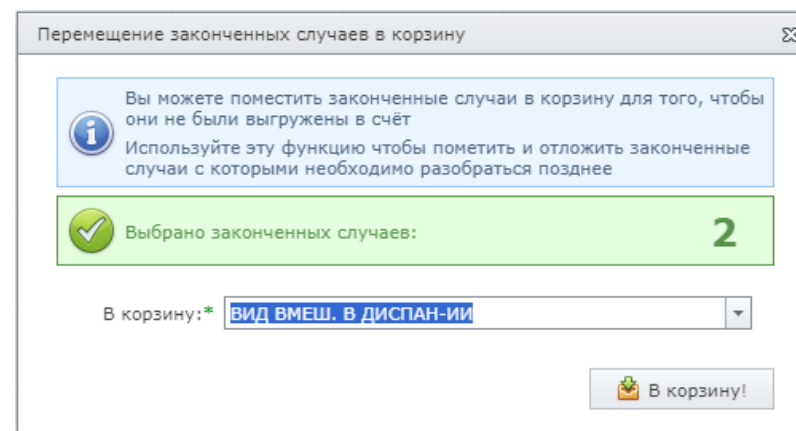 Перемещение законченных случаев в корзину
Вы можете поместить законченные случаи в корзину для того, чтобы
они не были выгружены в счёт
Используйте эту функцию чтобы пометить и отложить законченные
случаи с которыми необходимо разобраться позднее
Выбрано законченных случаев: 2
В корзину:* ВИД ВМЕШ. В ДИСПАН-ИИ
В корзину!